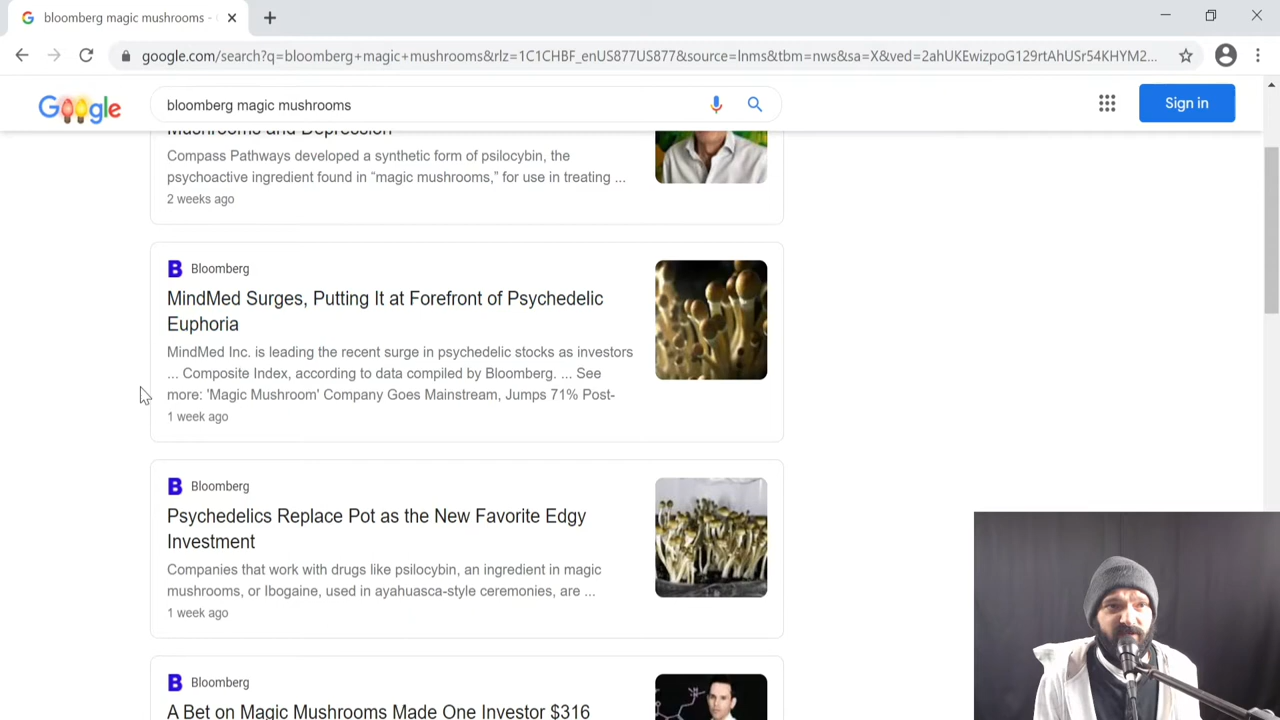 bloomberg magic mushrooms -
google.com/search?q=bloomberg+magic+mushrooms&rlz=1C1CHBF_enUS877US877&source=lnms&tbm=nws&sa=X&ved=2ahUKEwizpoG129rtAhUSr54KHYM2...
Google
bloomberg magic mushrooms
Sign in
Mushrooms and Depression
Compass Pathways developed a synthetic form of psilocybin, the
psychoactive ingredient found in “magic mushrooms,” for use in treating ...
2 weeks ago
B Bloomberg
MindMed Surges, Putting It at Forefront of Psychedelic
Euphoria
MindMed Inc. is leading the recent surge in psychedelic stocks as investors
... Composite Index, according to data compiled by Bloomberg. ... See
more: 'Magic Mushroom' Company Goes Mainstream, Jumps 71% Post-
1 week ago
B Bloomberg
Psychedelics Replace Pot as the New Favorite Edgy
Investment
Companies that work with drugs like psilocybin, an ingredient in magic
mushrooms, or Ibogaine, used in ayahuasca-style ceremonies, are ...
1 week ago
B Bloomberg
A Bet on Magic Mushrooms Made One Investor $316